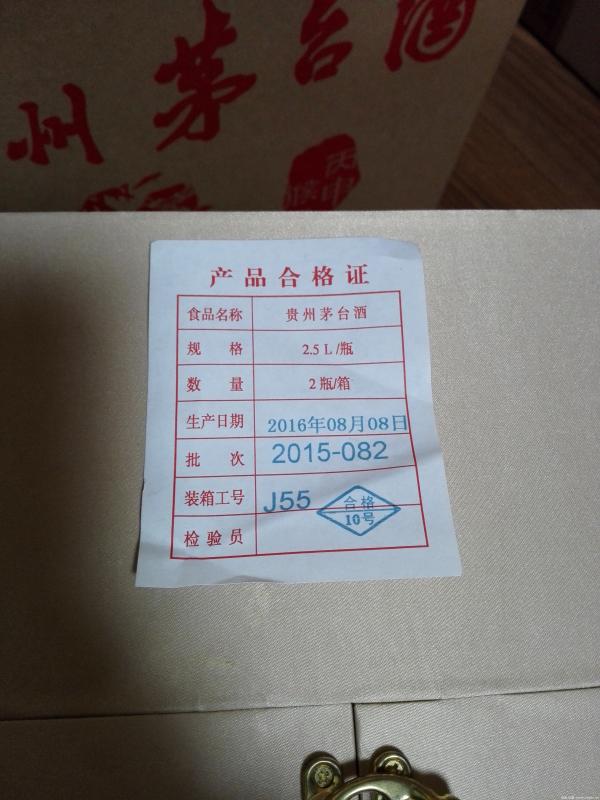 州茅台酒
丙申
猴
产品合格证
食品名称 贵州茅台酒
规 格 2.5 L /瓶
数 量 2 瓶/箱
生产日期 2016年08月08日
批 次 2015-082
装箱工号 J55
合格
10号
检验员